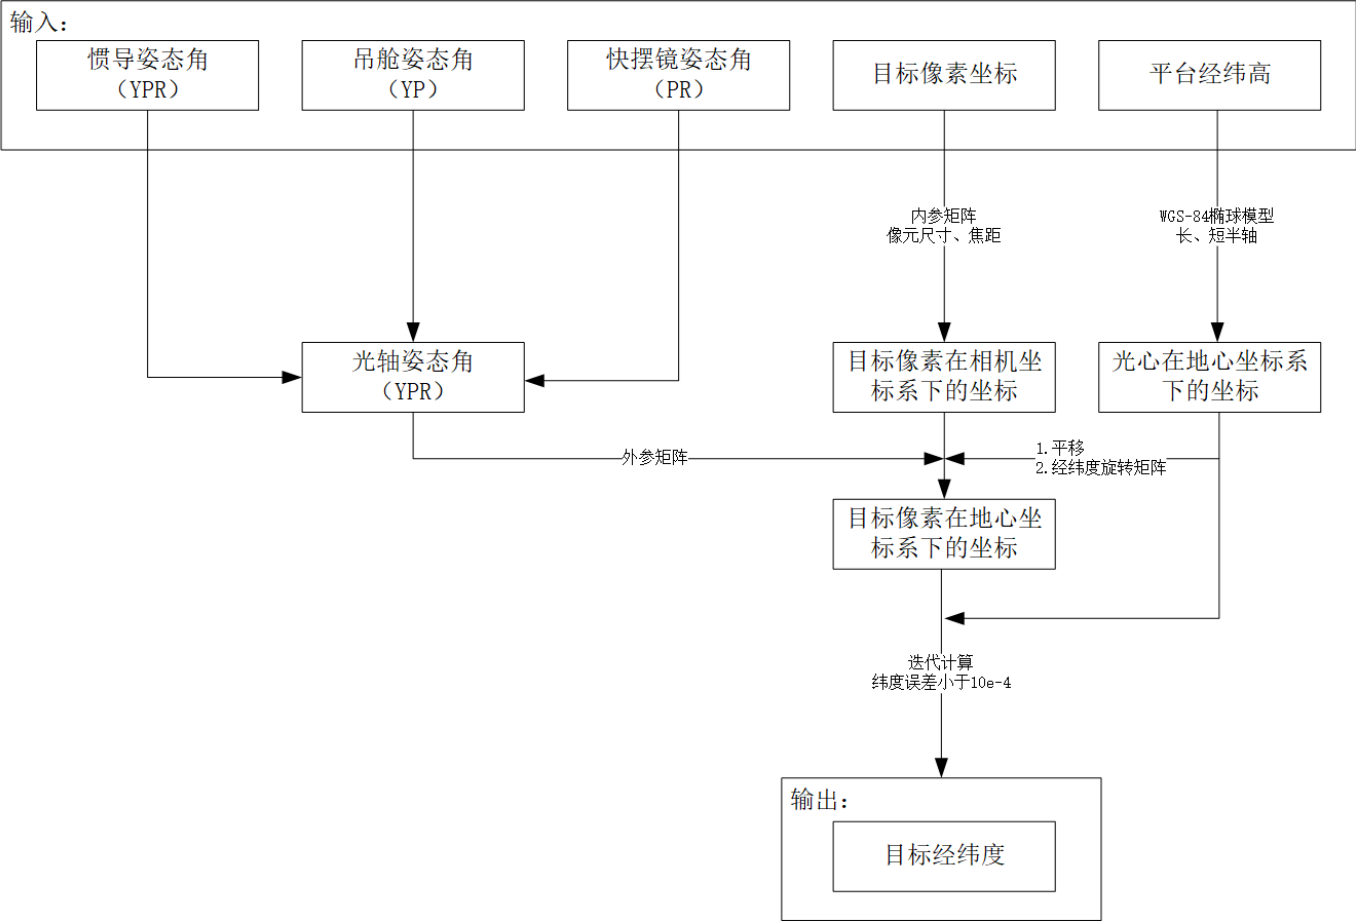 输入：
惯导姿态角
（YPR）
吊舱姿态角
（YP）
快摆镜姿态角
（PR）
目标像素坐标
平台经纬高
内参矩阵
像元尺寸、焦距
WGS-84椭球模型
长、短半轴
光轴姿态角
（YPR）
目标像素在相机坐
标系下的坐标
光心在地心坐标系
下的坐标
外参矩阵
1.平移
2.经纬度旋转矩阵
目标像素在地心坐
标系下的坐标
迭代计算
纬度误差小于10e-4
输出：
目标经纬度